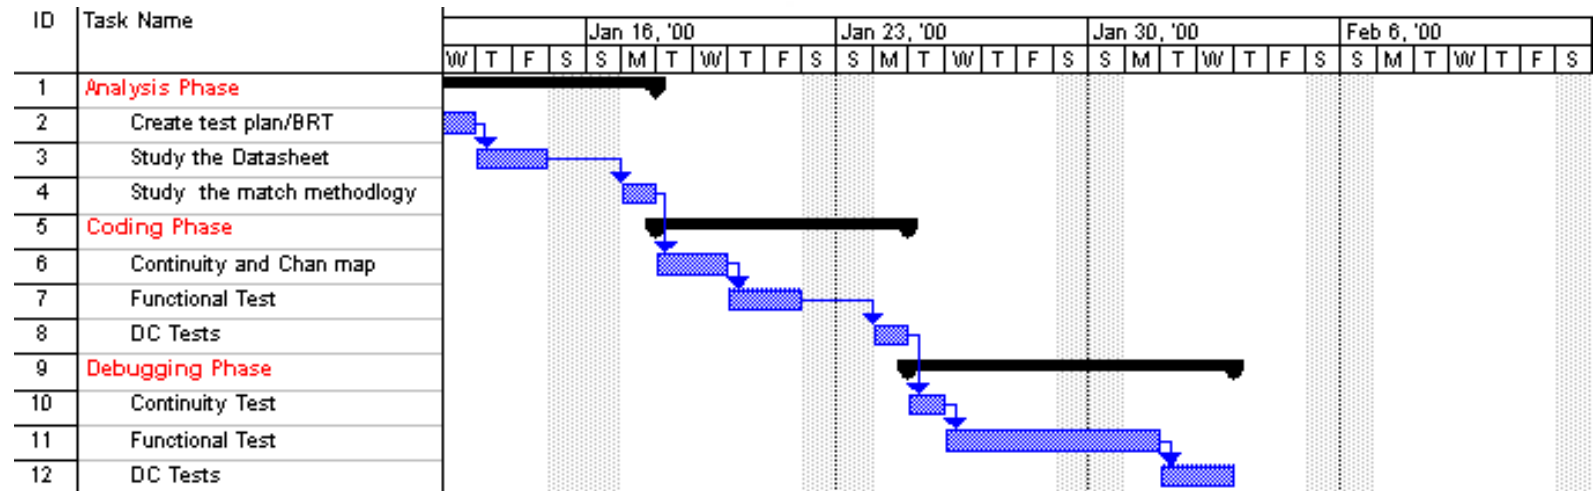 ID Task Name
Jan 16, '00 Jan 23, '00 Jan 30, '00 Feb 6, '00
W T F S S M T W T F S S M T W T F S S M T W T F S S M T W T F S
1 Analysis Phase
2 Create test plan/BRT
3 Study the Datasheet
4 Study the match methodlogy
5 Coding Phase
6 Continuity and Chan map
7 Functional Test
8 DC Tests
9 Debugging Phase
10 Continuity Test
11 Functional Test
12 DC Tests